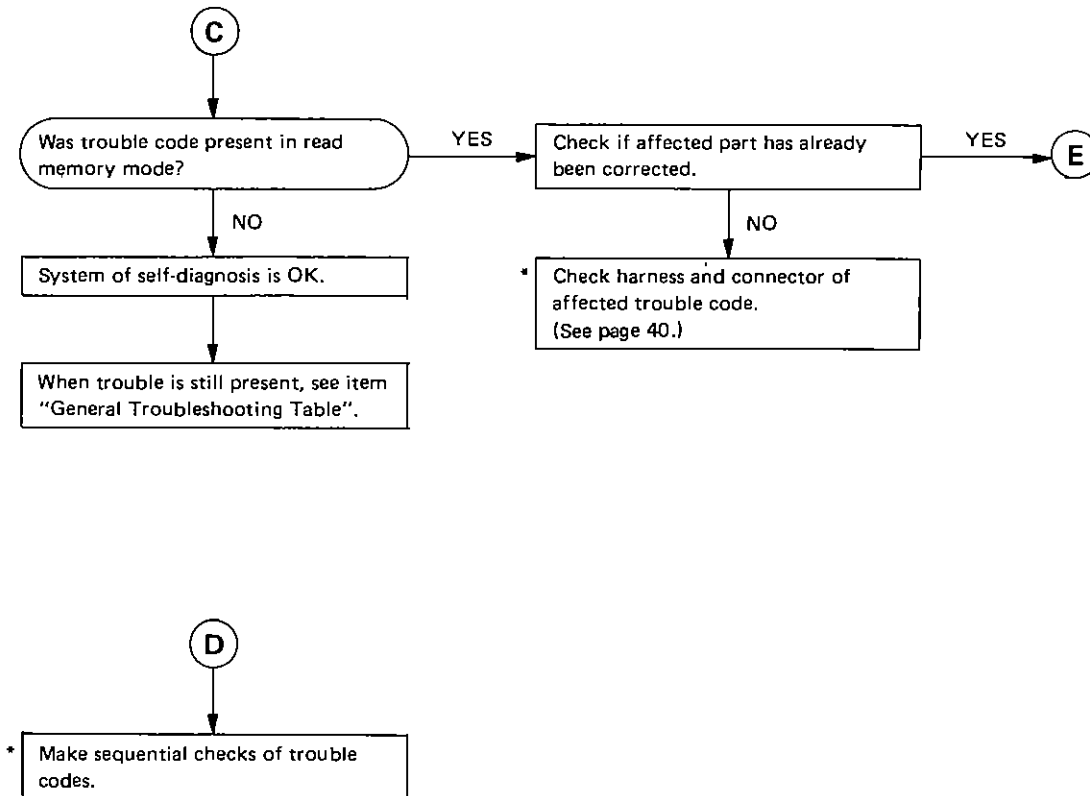 C
Was trouble code present in read
memory mode?
YES
Check if affected part has already
been corrected.
YES
E
NO
NO
System of self-diagnosis is OK.
* Check harness and connector of
affected trouble code.
(See page 40.)
When trouble is still present, see item
"General Troubleshooting Table".
D
* Make sequential checks of trouble
codes.